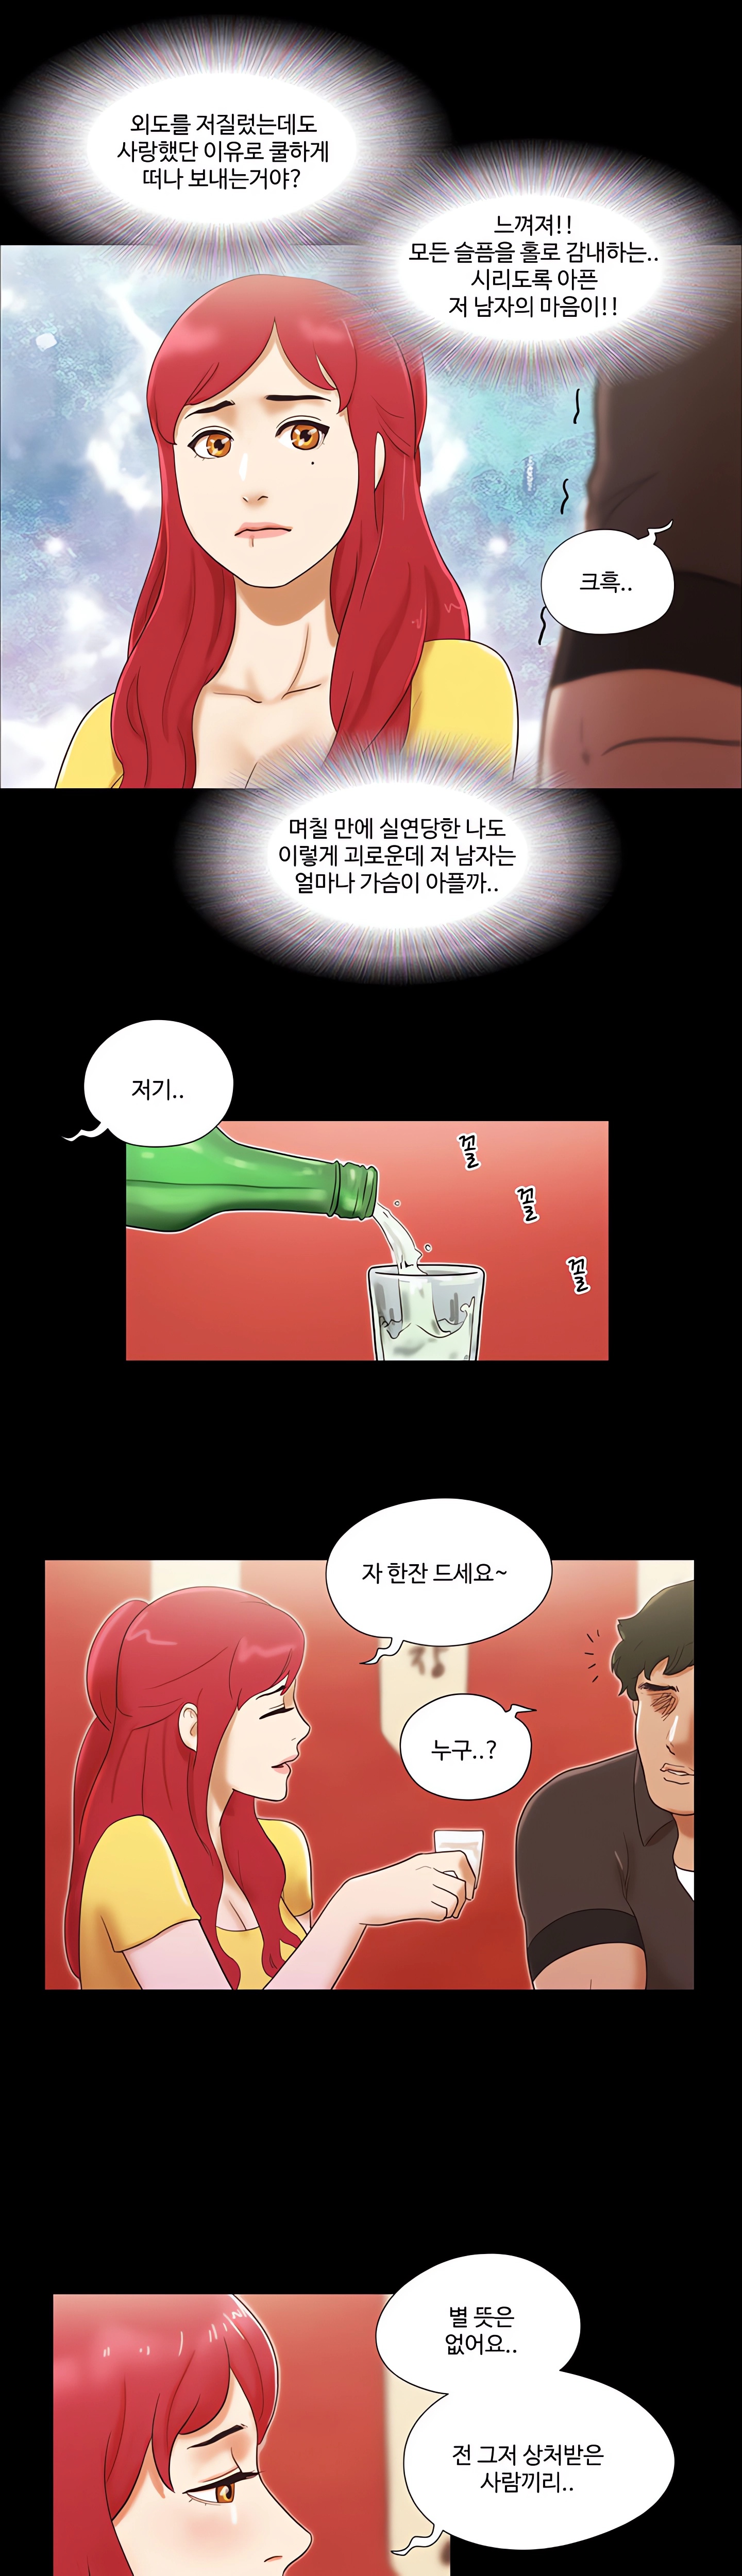 외도를 저질렀는데도
사랑했단 이유로 쿨하게
떠나 보내는거야?
느껴져!!
모든 슬픔을 홀로 감내하는..
시리도록 아픈
저 남자의 마음이!!
크흑..
며칠 만에 실연당한 나도
이렇게 괴로운데 저 남자는
얼마나 가슴이 아플까..
저기..
꼴
꼴
꼴
자 한잔 드세요~
누구..?
별 뜻은
없어요..
전 그저 상처받은
사람끼리..